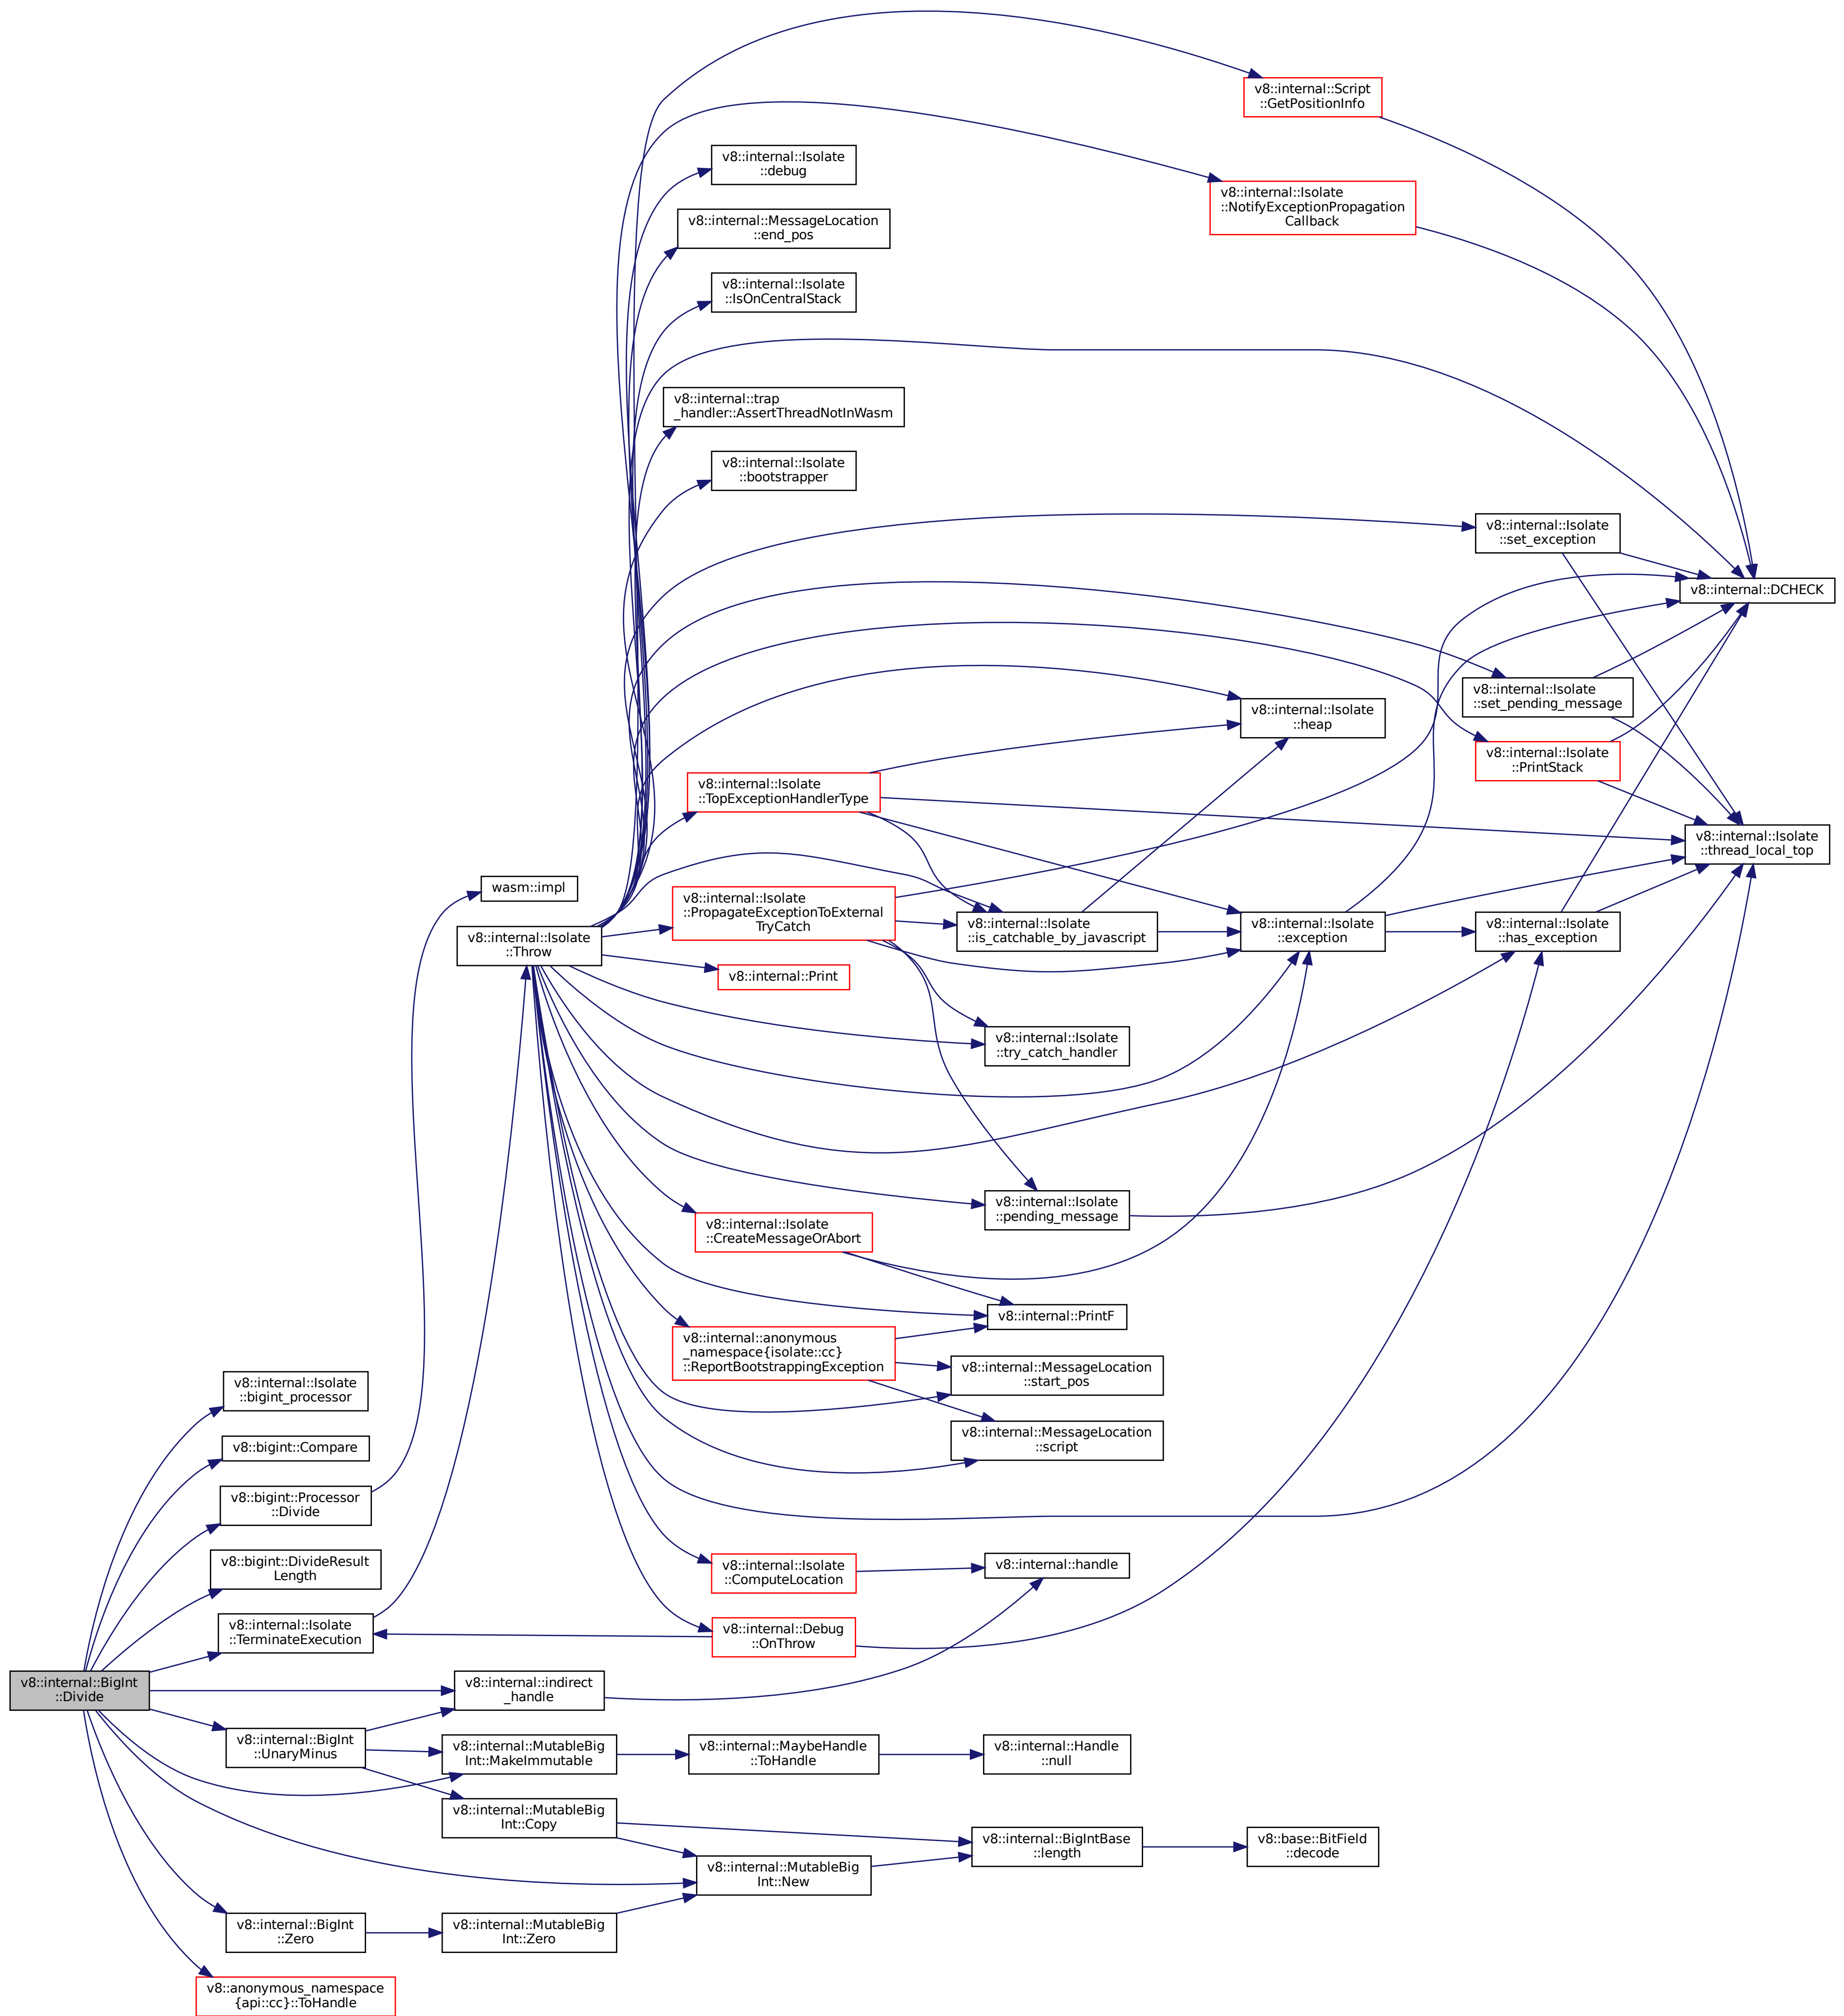 v8::internal::Script
::GetPositionInfo
v8::internal::Isolate
::debug
v8::internal::Isolate
::NotifyExceptionPropagation
Callback
v8::internal::MessageLocation
::end_pos
v8::internal::Isolate
::IsOnCentralStack
v8::internal::trap
_handler::AssertThreadNotInWasm
v8::internal::Isolate
::bootstrapper
v8::internal::Isolate
::set_exception
v8::internal::DCHECK
v8::internal::Isolate
::set_pending_message
v8::internal::Isolate
::heap
v8::internal::Isolate
::PrintStack
v8::internal::Isolate
::TopExceptionHandlerType
v8::internal::Isolate
::thread_local_top
wasm::impl
v8::internal::Isolate
::Throw
v8::internal::Isolate
::PropagateExceptionToExternal
TryCatch
v8::internal::Isolate
::is_catchable_by_javascript
v8::internal::Isolate
::exception
v8::internal::Isolate
::has_exception
v8::internal::Print
v8::internal::Isolate
::try_catch_handler
v8::internal::Isolate
::pending_message
v8::internal::Isolate
::CreateMessageOrAbort
v8::internal::PrintF
v8::internal::anonymous
_namespace{isolate::cc}
::ReportBootstrappingException
v8::internal::MessageLocation
::start_pos
v8::internal::Isolate
::bigint_processor
v8::internal::MessageLocation
::script
v8::bigint::Compare
v8::bigint::Processor
::Divide
v8::bigint::DivideResult
Length
v8::internal::Isolate
::ComputeLocation
v8::internal::handle
v8::internal::Isolate
::TerminateExecution
v8::internal::Debug
::OnThrow
v8::internal::BigInt
::Divide
v8::internal::indirect
_handle
v8::internal::BigInt
::UnaryMinus
v8::internal::MutableBig
Int::MakeImmutable
v8::internal::MaybeHandle
::ToHandle
v8::internal::Handle
::null
v8::internal::MutableBig
Int::Copy
v8::internal::BigIntBase
::length
v8::base::BitField
::decode
v8::internal::MutableBig
Int::New
v8::internal::BigInt
::Zero
v8::internal::MutableBig
Int::Zero
v8::anonymous_namespace
{api::cc}::ToHandle